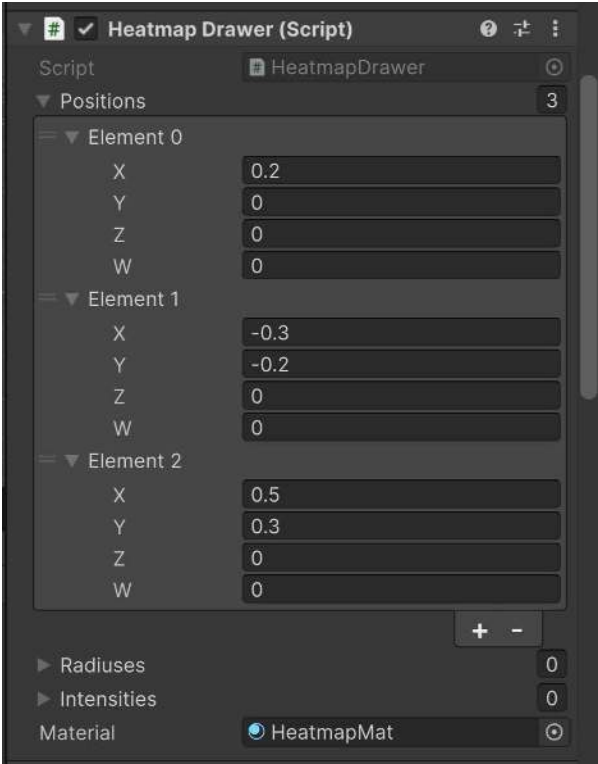 # Heatmap Drawer (Script)
Script # HeatmapDrawer
Positions 3
Element 0
X 0.2
Y 0
Z 0
W 0
Element 1
X -0.3
Y -0.2
Z 0
W 0
Element 2
X 0.5
Y 0.3
Z 0
W 0
+ -
Radiuses 0
Intensities 0
Material HeatmapMat